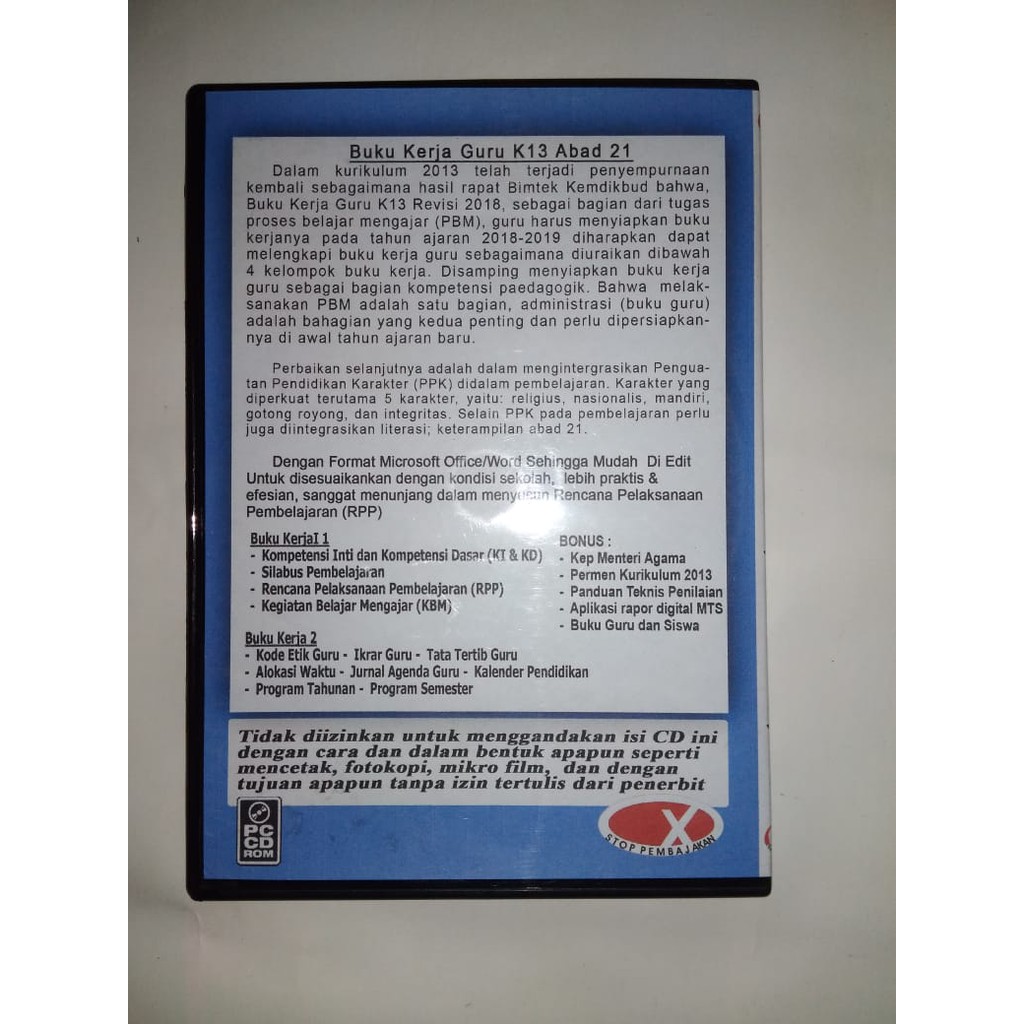 Buku Kerja Guru K13 Abad 21
Dalam kurikulum 2013 telah terjadi penyempurnaan
kembali sebagaimana hasil rapat Bimtek Kemdikbud bahwa,
Buku Kerja Guru K13 Revisi 2018, sebagai bagian dari tugas
proses belajar mengajar (PBM), guru harus menyiapkan buku
kerjanya pada tahun ajaran 2018-2019 diharapkan dapat
melengkapi buku kerja guru sebagaimana diuraikan dibawah
4 kelompok buku kerja. Disamping menyiapkan buku kerja
guru sebagai bagian kompetensi paedagogik. Bahwa melak-
sanakan PBM adalah satu bagian, administrasi (buku guru)
adalah bahagian yang kedua penting dan perlu dipersiapkan-
nya di awal tahun ajaran baru.
Perbaikan selanjutnya adalah dalam mengintergrasikan Pengua-
tan Pendidikan Karakter (PPK) didalam pembelajaran. Karakter yang
diperkuat terutama 5 karakter, yaitu: religius, nasionalis, mandiri,
gotong royong, dan integritas. Selain PPK pada pembelajaran perlu
juga diintegrasikan literasi; keterampilan abad 21.
Dengan Format Microsoft Office/Word Sehingga Mudah Di Edit
Untuk disesuaikankan dengan kondisi sekolah, lebih praktis &
efesian, sanggat menunjang dalam menyusun Rencana Pelaksanaan
Pembelajaran (RPP)
Buku KerjaI 1
- Kompetensi Inti dan Kompetensi Dasar (KI & KD)
- Silabus Pembelajaran
- Rencana Pelaksanaan Pembelajaran (RPP)
- Kegiatan Belajar Mengajar (KBM)
BONUS :
- Kep Menteri Agama
- Permen Kurikulum 2013
- Panduan Teknis Penilaian
- Aplikasi rapor digital MTS
- Buku Guru dan Siswa
Buku Kerja 2
- Kode Etik Guru - Ikrar Guru - Tata Tertib Guru
- Alokasi Waktu - Jurnal Agenda Guru - Kalender Pendidikan
- Program Tahunan - Program Semester
Tidak diizinkan untuk menggandakan isi CD ini
dengan cara dan dalam bentuk apapun seperti
mencetak, fotokopi, mikro film, dan dengan
tujuan apapun tanpa izin tertulis dari penerbit
PC
CD
ROM
X
STOP PEMBAJAKAN